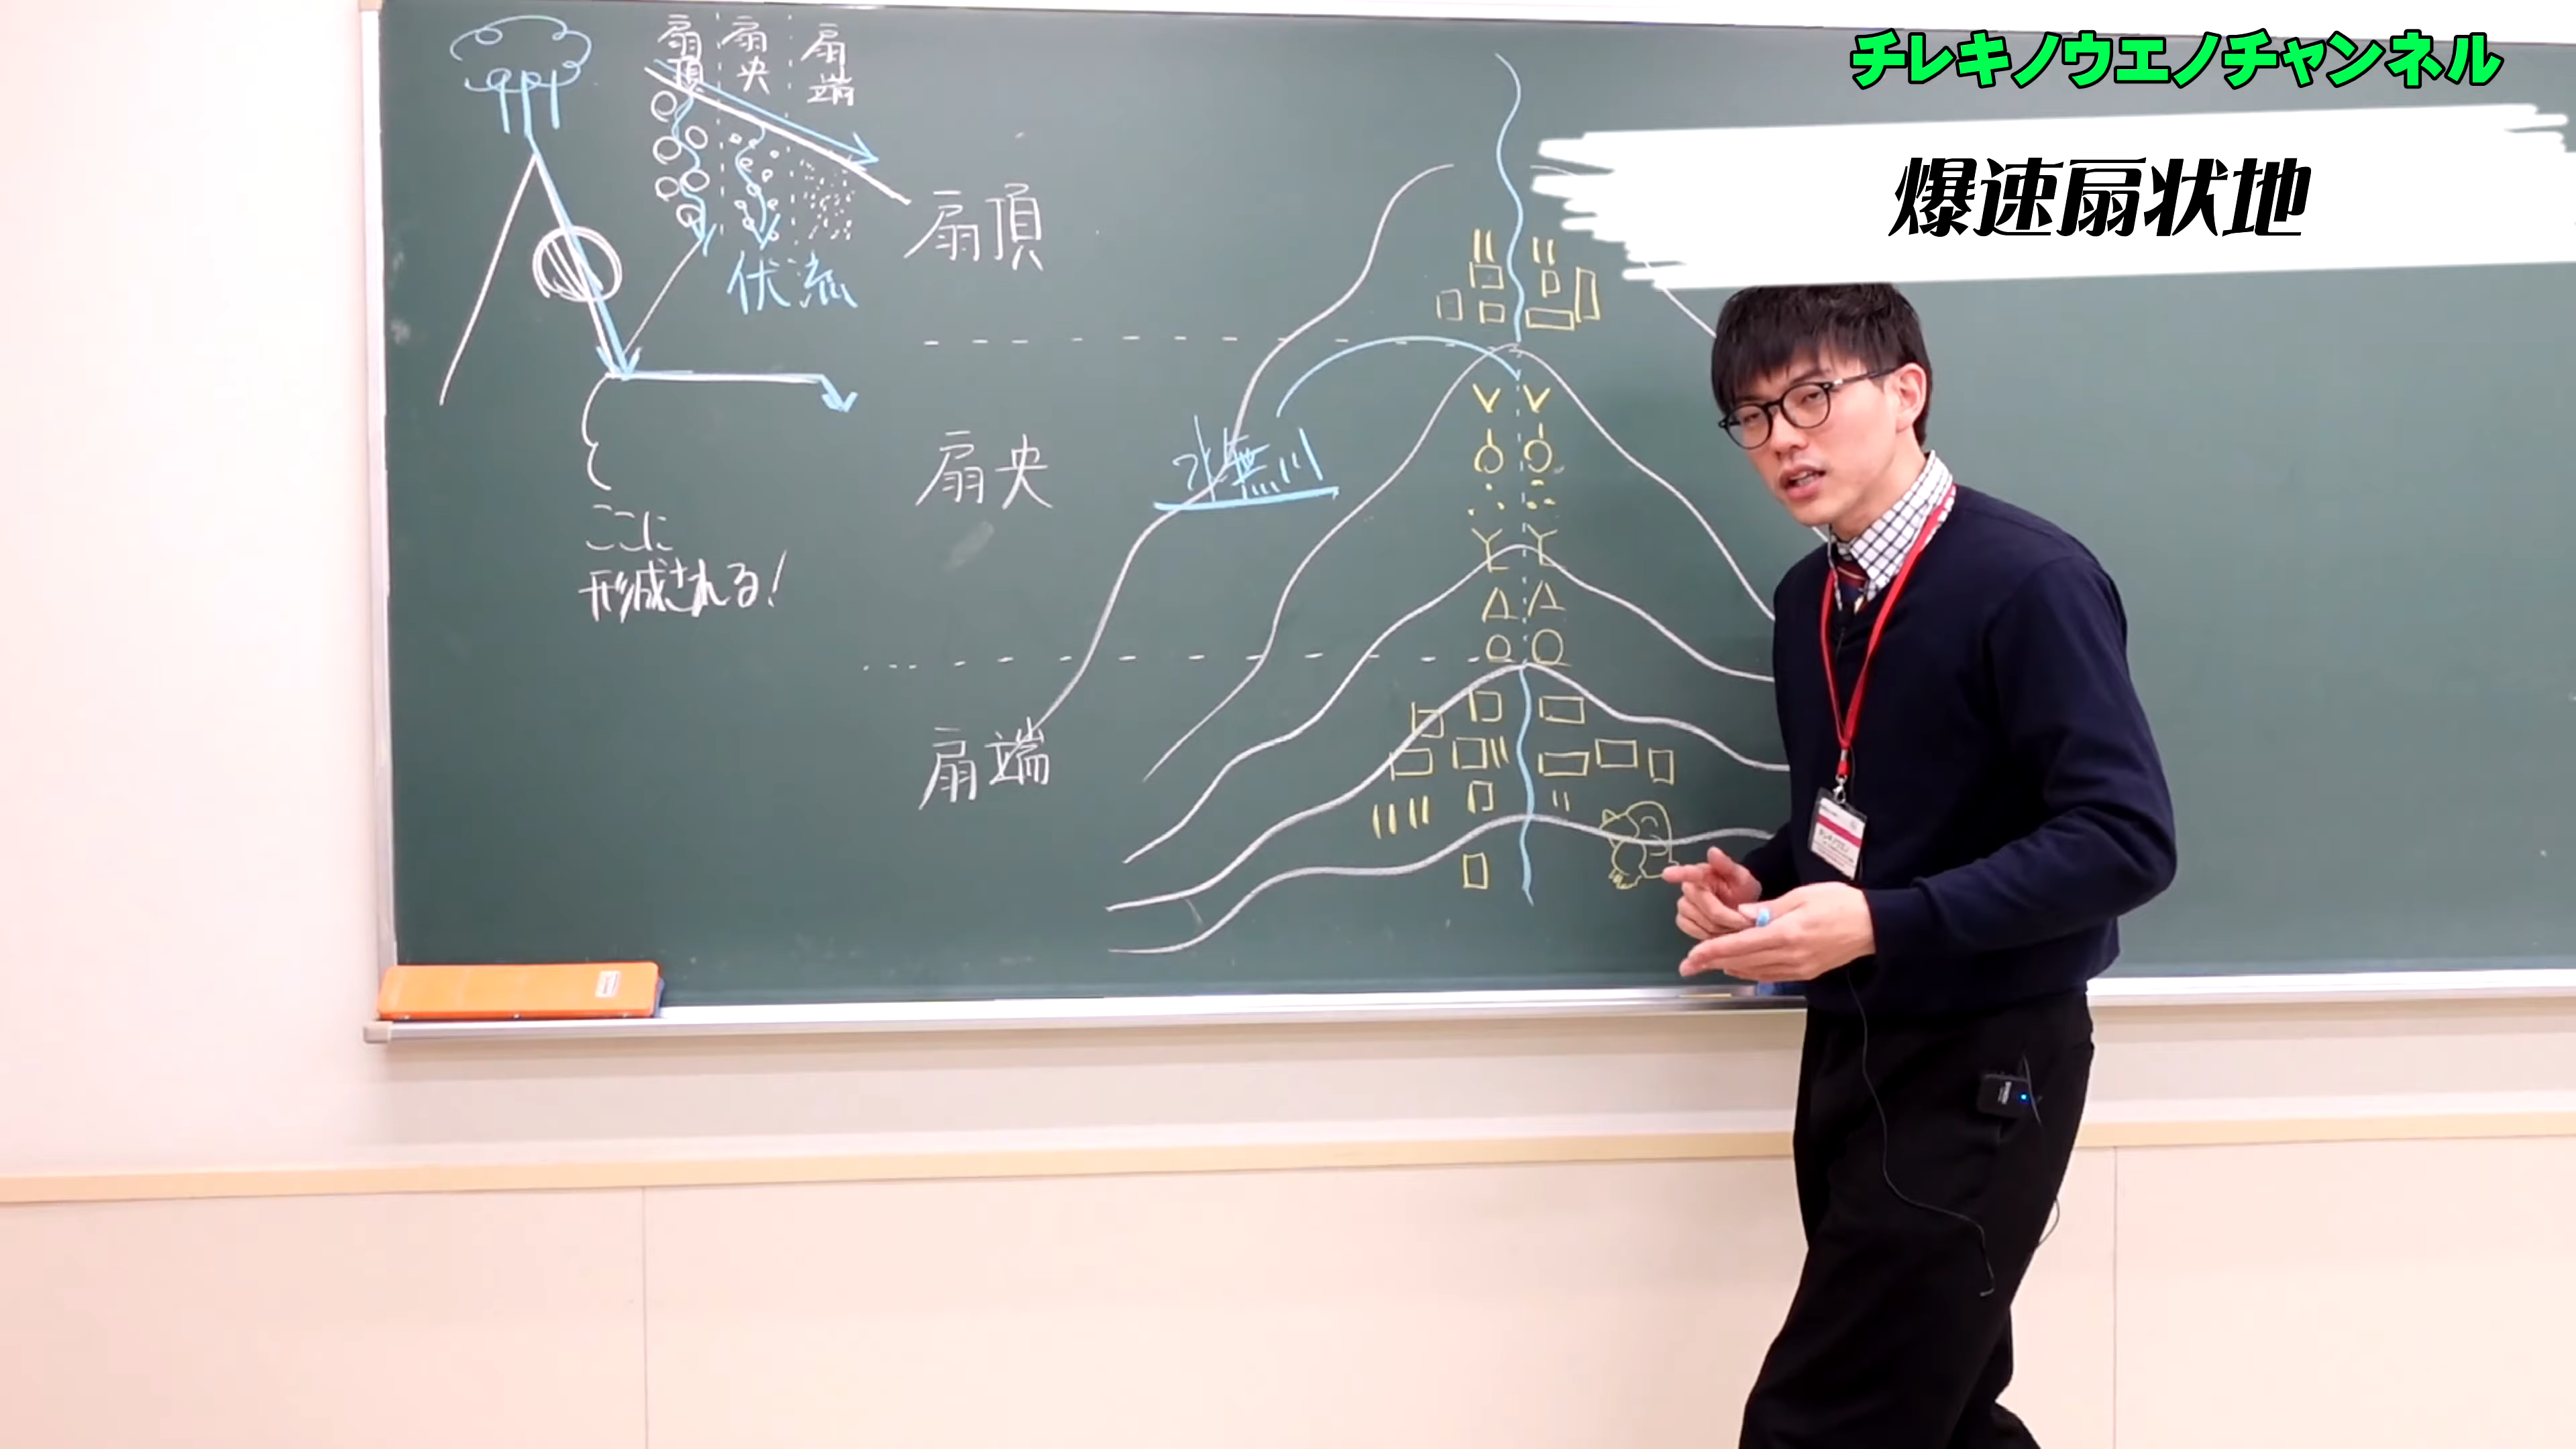 チレキノウエノチャンネル
爆速扇状地
扇頂
扇央
扇端
伏流
ここに
形成される!
扇頂
扇央
水無川
扇端